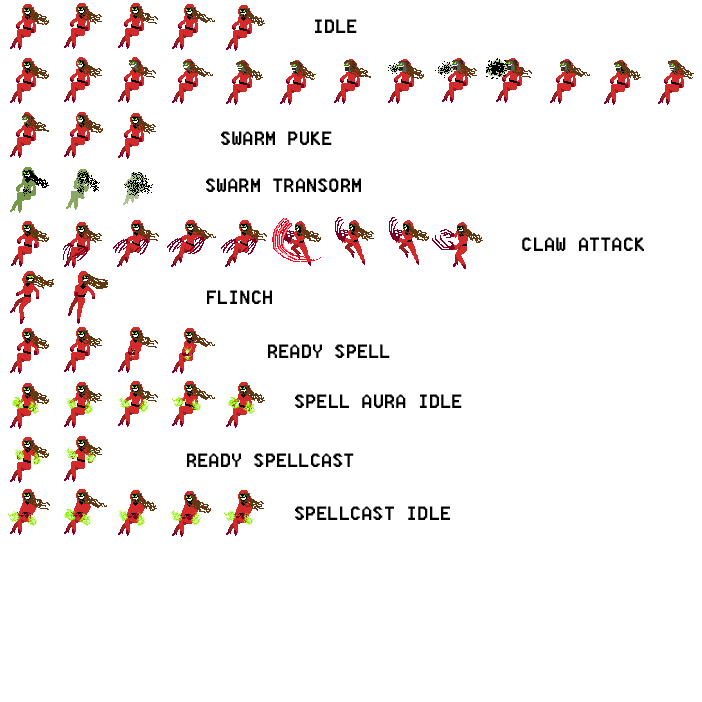 IDLE
SWARM PUKE
SWARM TRANSORM
CLAW ATTACK
FLINCH
READY SPELL
SPELL AURA IDLE
READY SPELLCAST
SPELLCAST IDLE